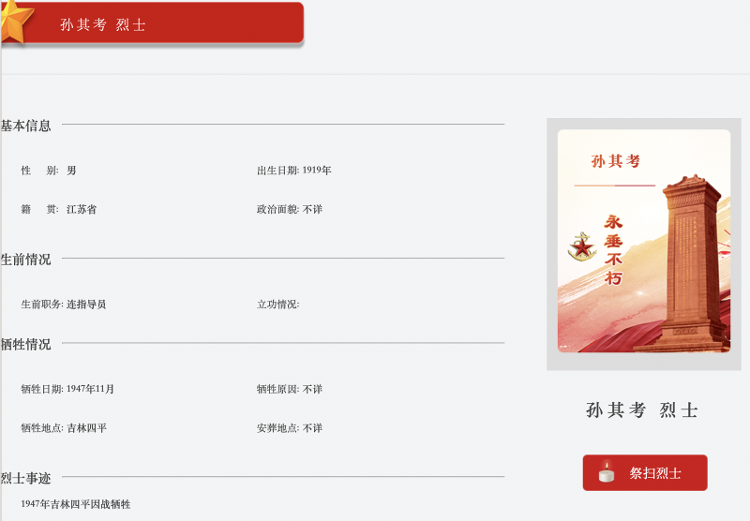 孙其考 烈士
基本信息
性 别: 男 出生日期: 1919年
籍 贯: 江苏省 政治面貌: 不详
生前情况
生前职务: 连指导员 立功情况:
牺牲情况
牺牲日期: 1947年11月 牺牲原因: 不详
牺牲地点: 吉林四平 安葬地点: 不详
烈士事迹
1947年吉林四平因战牺牲
孙其考
永垂不朽
孙其考 烈士
祭扫烈士